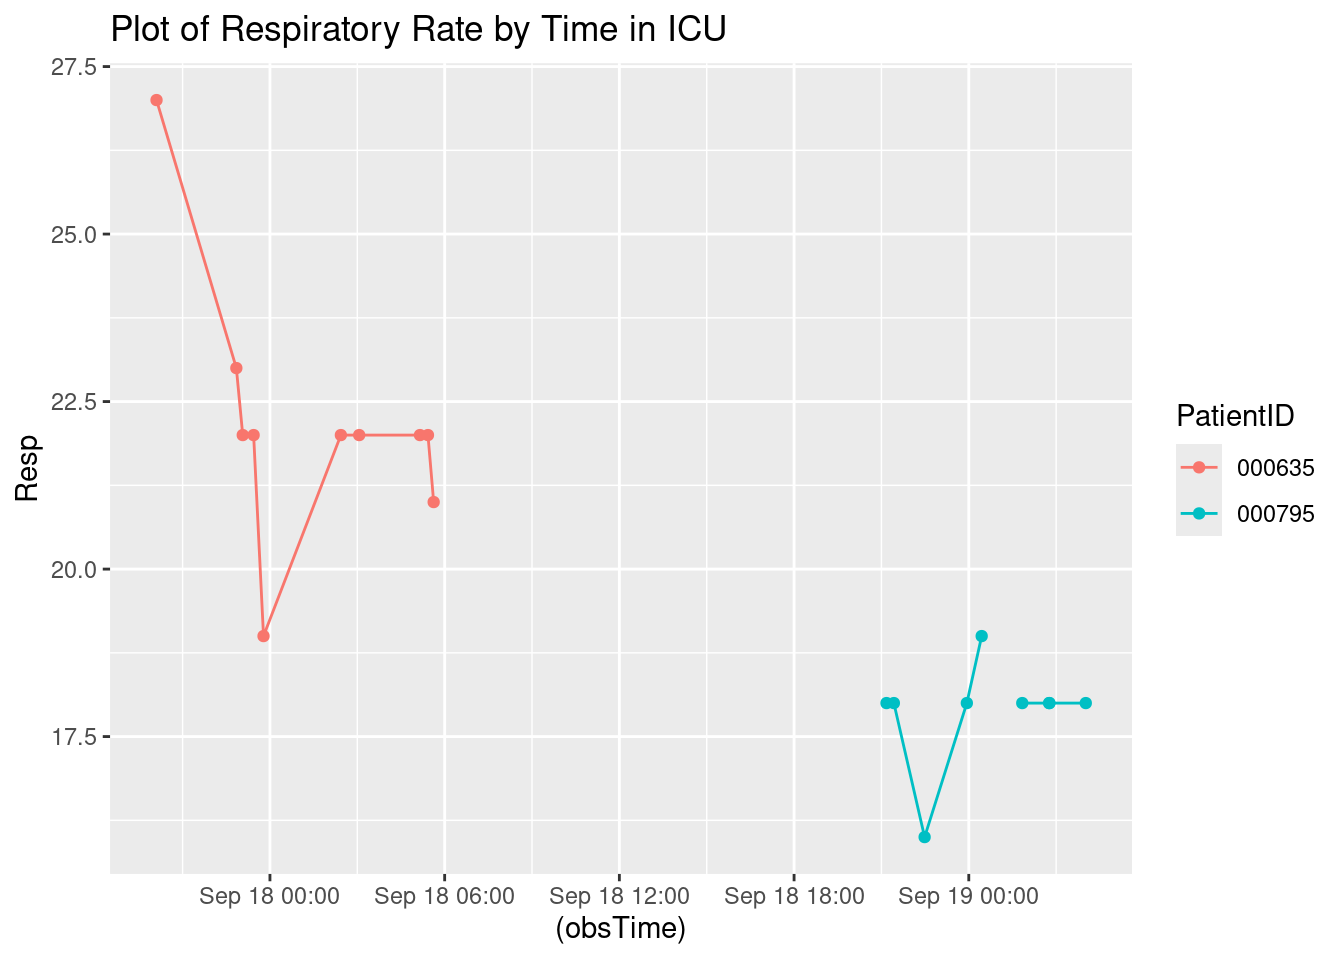 Plot of Respiratory Rate by Time in ICU
27.5
25.0
22.5
20.0
17.5
Resp
Sep 18 00:00 Sep 18 06:00 Sep 18 12:00 Sep 18 18:00 Sep 19 00:00
(obsTime)
PatientID
000635
000795